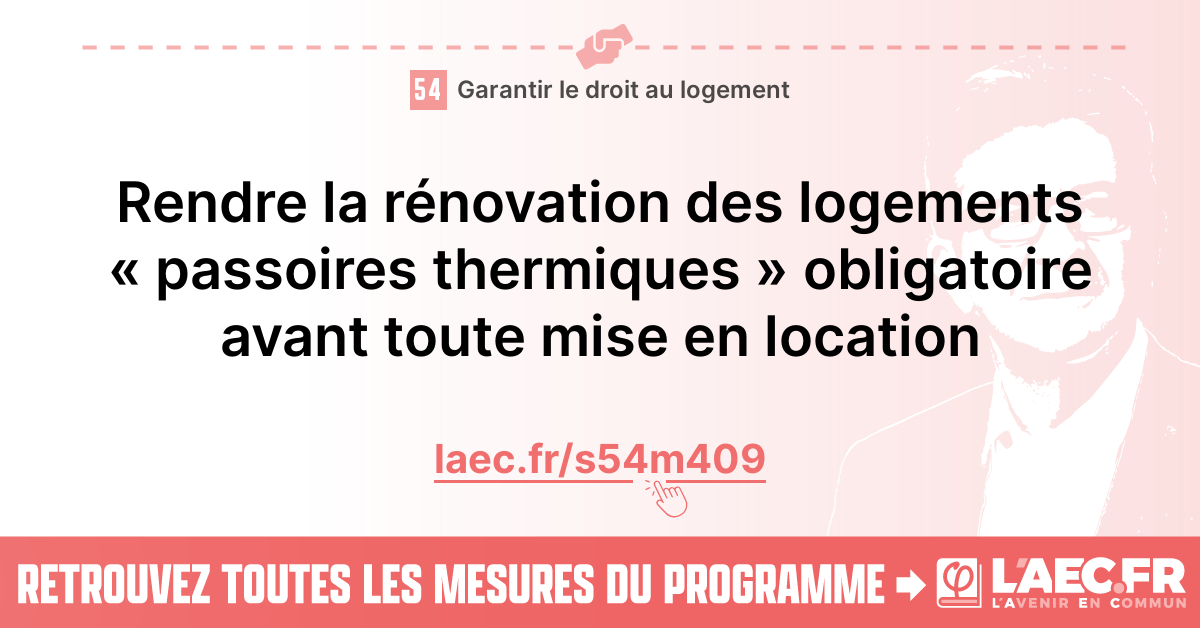 54 Garantir le droit au logement
Rendre la rénovation des logements
« passoires thermiques » obligatoire
avant toute mise en location
laec.fr/s54m409
RETROUVEZ TOUTES LES MESURES DU PROGRAMME
φ L'AEC.FR
L'AVENIR EN COMMUN